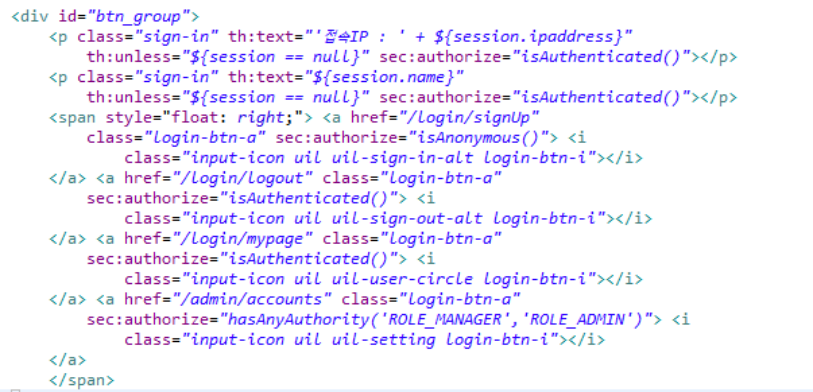 <div id="btn_group">
<p class="sign-in" th:text="'접속IP : ' + ${session.ipaddress}"
th:unless="${session == null}" sec:authorize="isAuthenticated()"></p>
<p class="sign-in" th:text="${session.name}"
th:unless="${session == null}" sec:authorize="isAuthenticated()"></p>
<span style="float: right;"> <a href="/login/signUp"
class="login-btn-a" sec:authorize="isAnonymous()"> <i
class="input-icon uil uil-sign-in-alt login-btn-i"></i>
</a> <a href="/login/logout" class="login-btn-a"
sec:authorize="isAuthenticated()"> <i
class="input-icon uil uil-sign-out-alt login-btn-i"></i>
</a> <a href="/login/mypage" class="login-btn-a"
sec:authorize="isAuthenticated()"> <i
class="input-icon uil uil-user-circle login-btn-i"></i>
</a> <a href="/admin/accounts" class="login-btn-a"
sec:authorize="hasAnyAuthority('ROLE_MANAGER','ROLE_ADMIN')"> <i
class="input-icon uil uil-setting login-btn-i"></i>
</a>
</span>